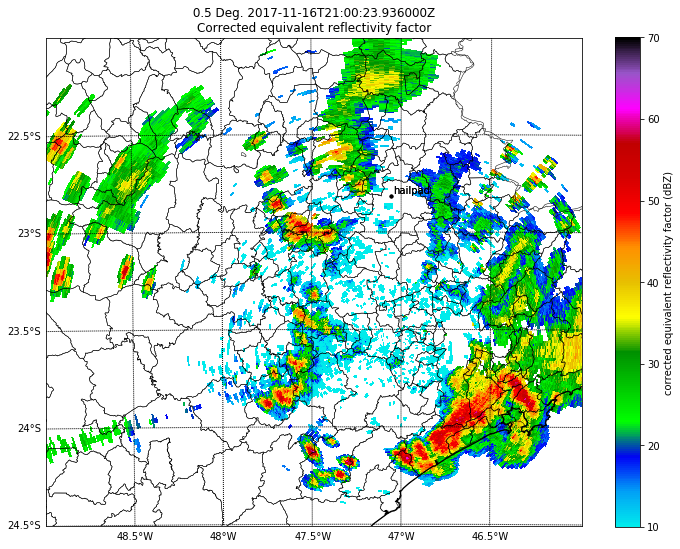 0.5 Deg. 2017-11-16T21:00:23.936000Z
Corrected equivalent reflectivity factor
22.5°S
23°S
23.5°S
24°S
24.5°S
48.5°W
48°W
47.5°W
47°W
46.5°W
hailpad
70
60
50
40
30
20
10
corrected equivalent reflectivity factor (dBZ)